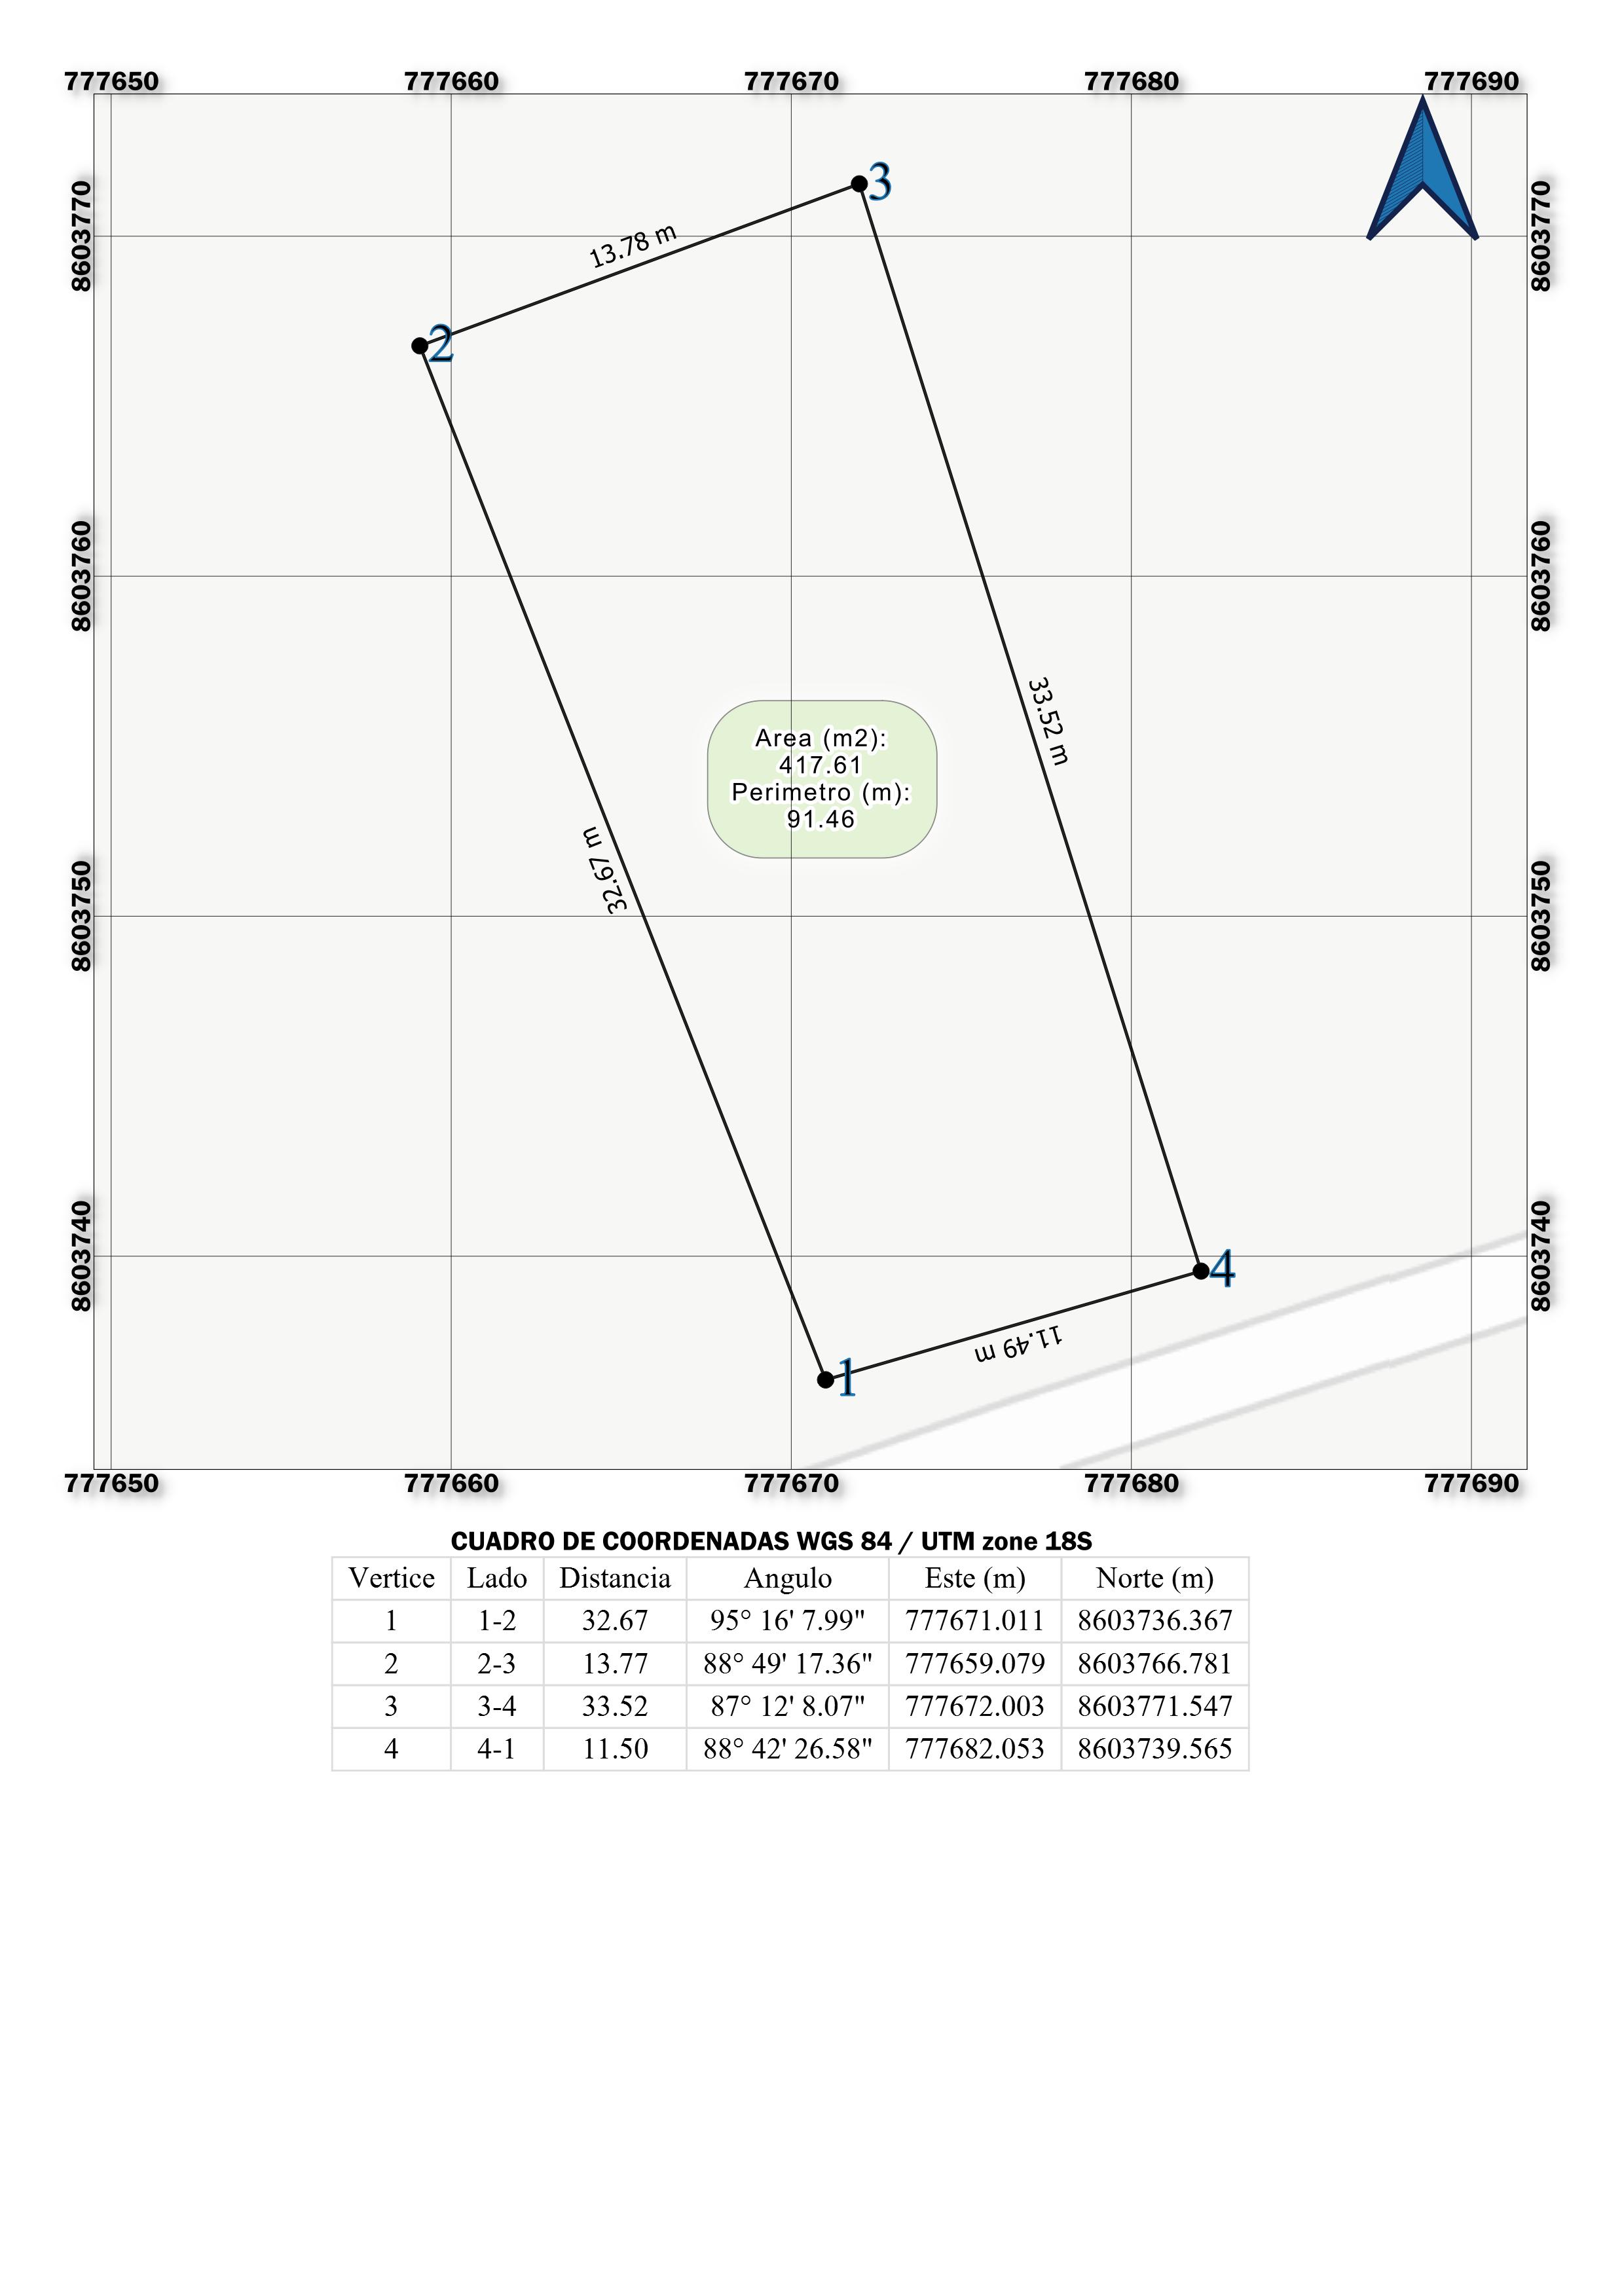 777650 777660 777670 777680 777690
8603770
8603770
3
13.78 m
2
8603760
8603760
33.52 m
Area (m2):
417.61
Perimetro (m):
91.46
32.67 m
8603750
8603750
8603740
8603740
4
11.49 m
1
777650 777660 777670 777680 777690
CUADRO DE COORDENADAS WGS 84 / UTM zone 18S
Vertice Lado Distancia Angulo Este (m) Norte (m)
1 1-2 32.67 95° 16' 7.99" 777671.011 8603736.367
2 2-3 13.77 88° 49' 17.36" 777659.079 8603766.781
3 3-4 33.52 87° 12' 8.07" 777672.003 8603771.547
4 4-1 11.50 88° 42' 26.58" 777682.053 8603739.565